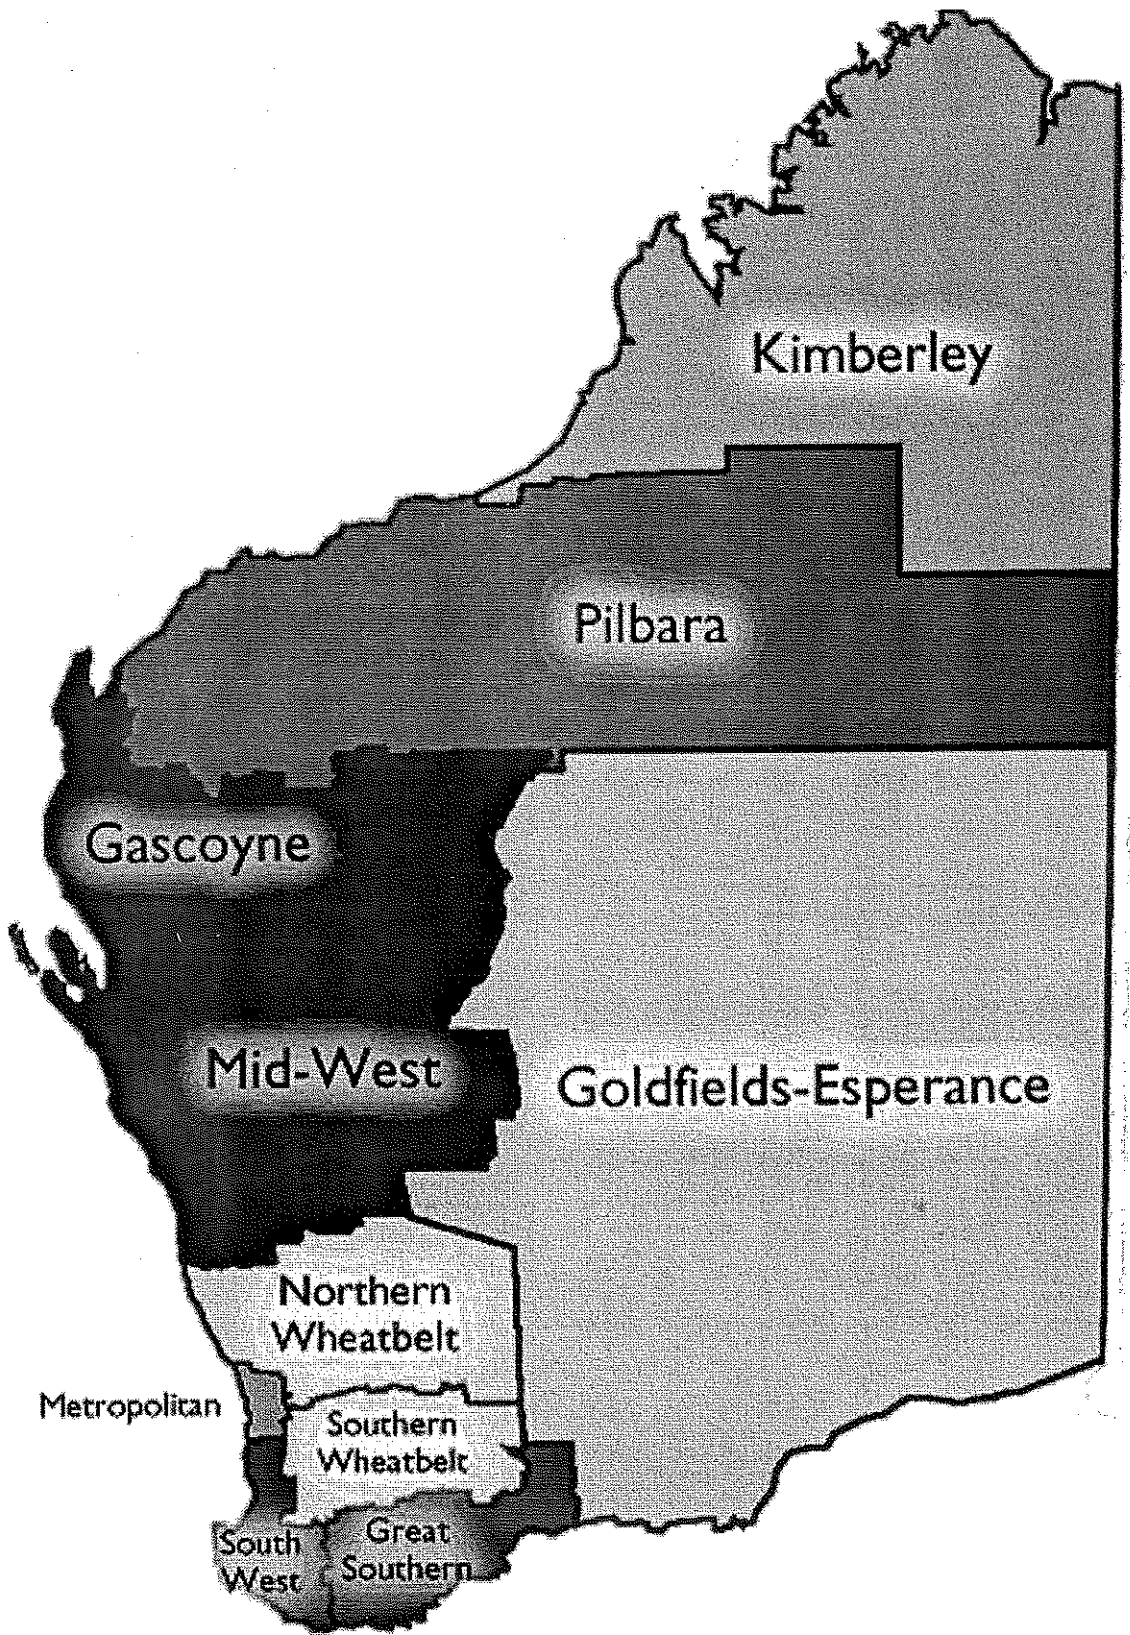 Kimberley
Pilbara
Gascoyne
Mid-West
Goldfields-Esperance
Northern
Wheatbelt
Metropolitan
Southern
Wheatbelt
Great
Southern
South
West